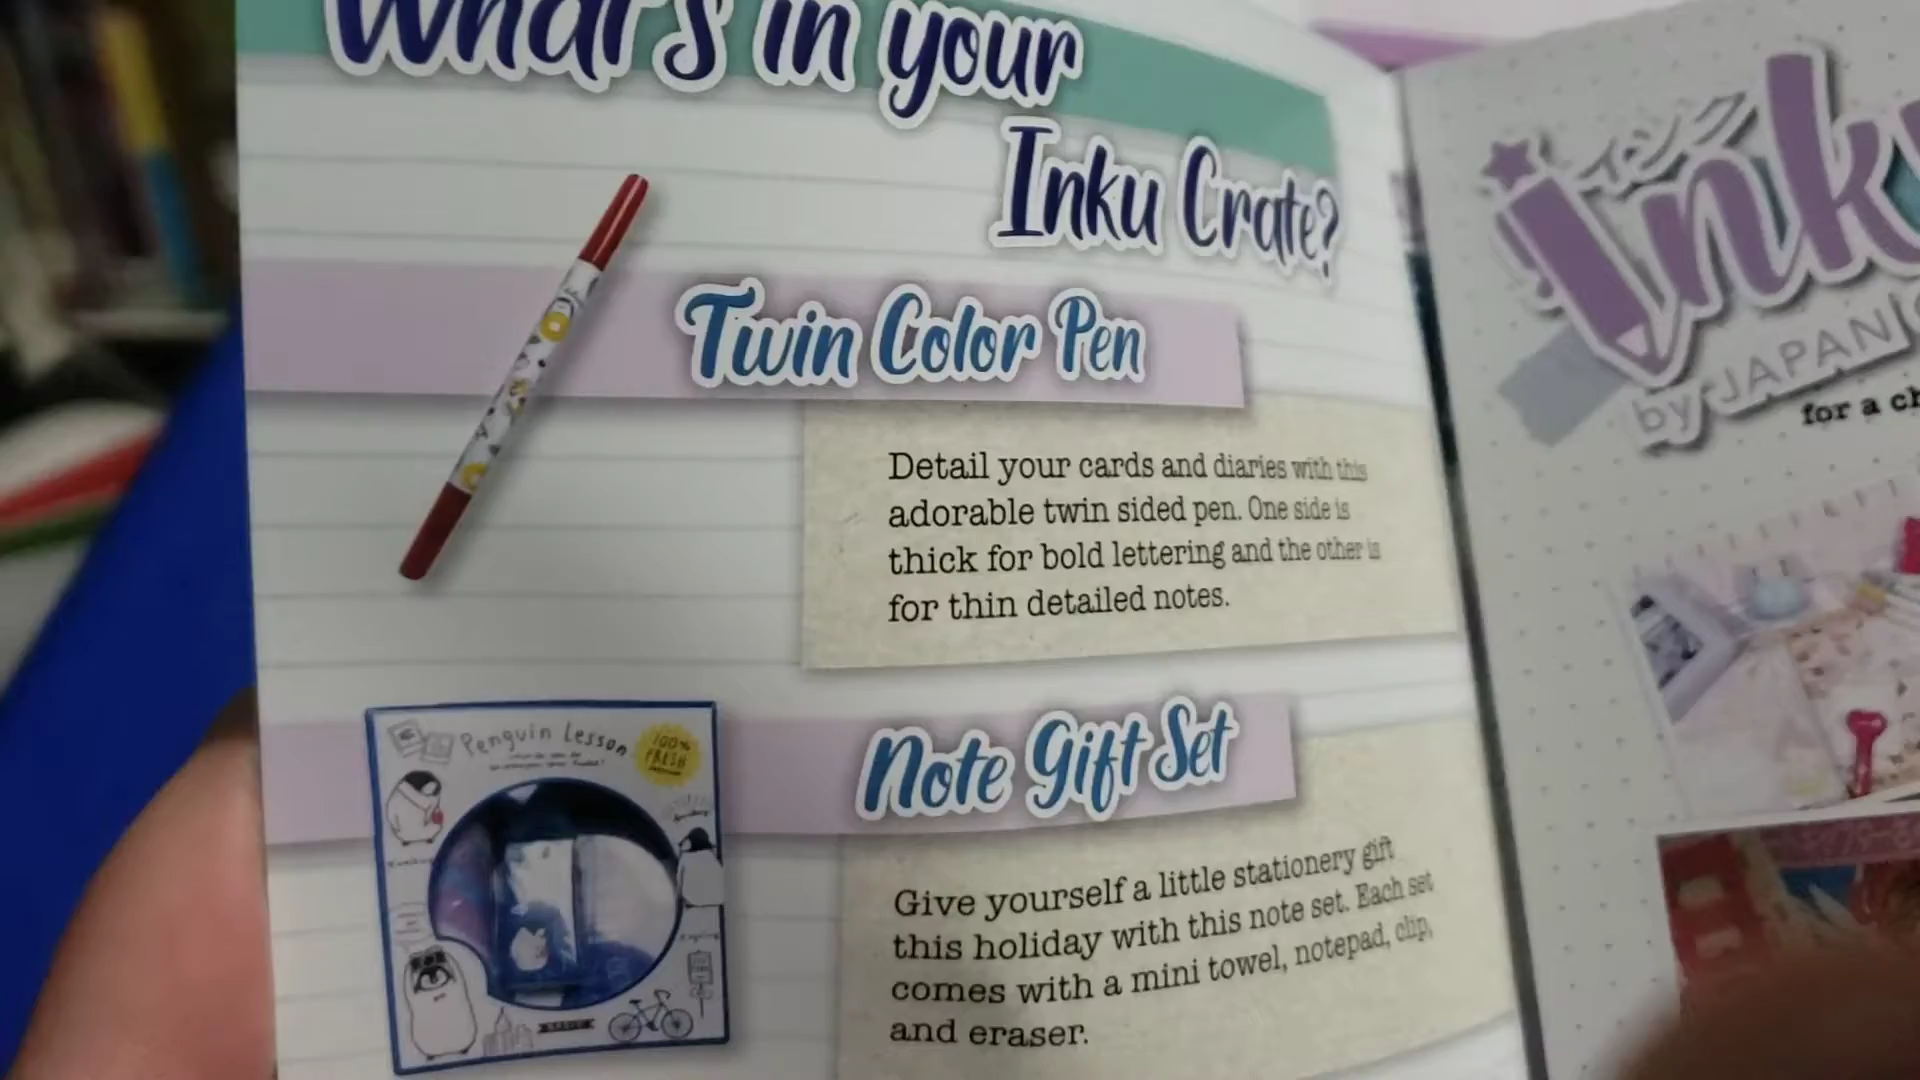 What's in your
Inku Crate?
Twin Color Pen
Detail your cards and diaries with this
adorable twin sided pen. One side is
thick for bold lettering and the other is
for thin detailed notes.
Penguin Lesson
100%
FRESH
Note Gift Set
Give yourself a little stationery gift
this holiday with this note set. Each set
comes with a mini towel, notepad, clip,
and eraser.
by JAPAN
for a